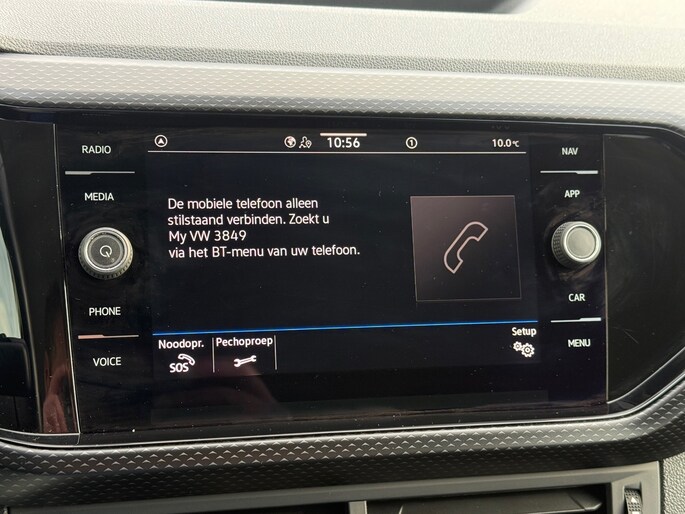 RADIO
MEDIA
PHONE
VOICE
10:56
1
10.0°C
De mobiele telefoon alleen
stilstaand verbinden. Zoekt u
My VW 3849
via het BT-menu van uw telefoon.
Noodopr.
SOS
Pechoproep
Setup
NAV
APP
CAR
MENU